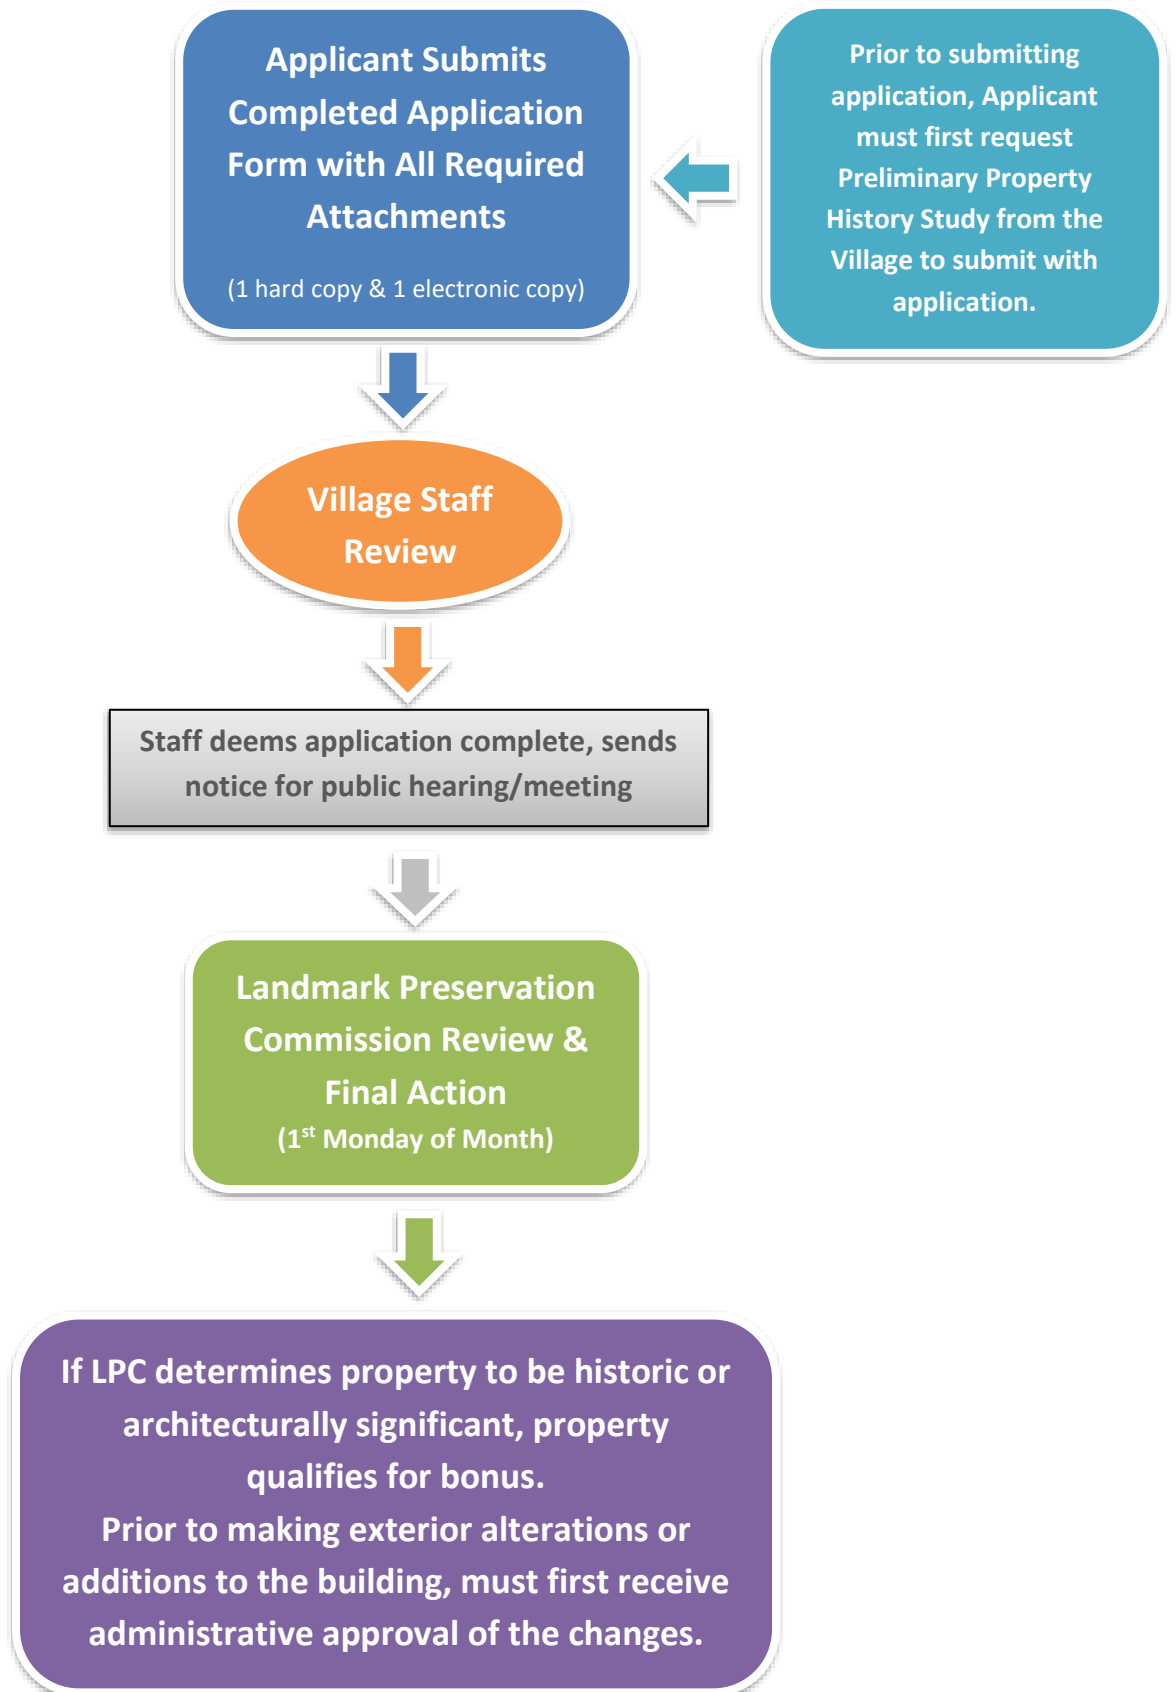 Applicant Submits
Completed Application
Form with All Required
Attachments
(1 hard copy & 1 electronic copy)
Prior to submitting
application, Applicant
must first request
Preliminary Property
History Study from the
Village to submit with
application.
Village Staff
Review
Staff deems application complete, sends
notice for public hearing/meeting
Landmark Preservation
Commission Review &
Final Action
(1st Monday of Month)
If LPC determines property to be historic or
architecturally significant, property
qualifies for bonus.
Prior to making exterior alterations or
additions to the building, must first receive
administrative approval of the changes.